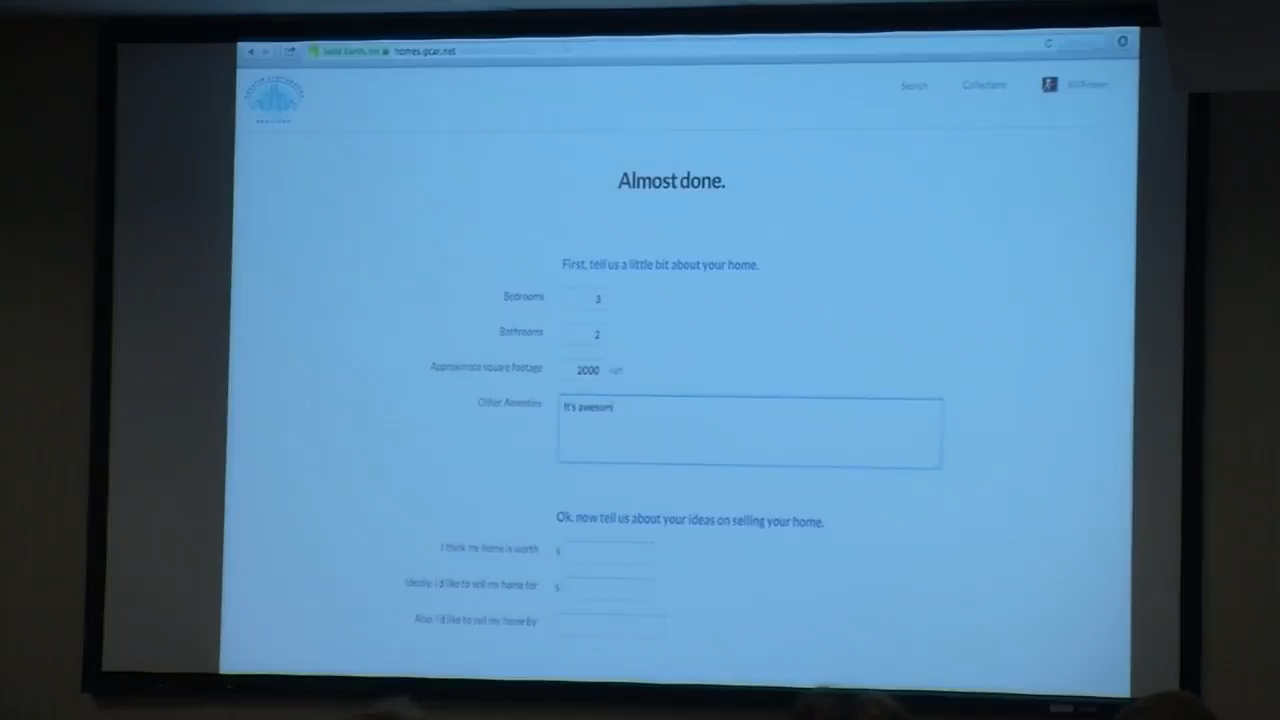 homes.gcar.net
Search Collections
Almost done.
First, tell us a little bit about your home.
Bedrooms 3
Bathrooms 2
Approximate square footage 2000 sqft
Other Amenities It's awesom
Ok, now tell us about your ideas on selling your home.
I think my home is worth $
Ideally, I'd like to sell my home for $
Also, I'd like to sell my home by